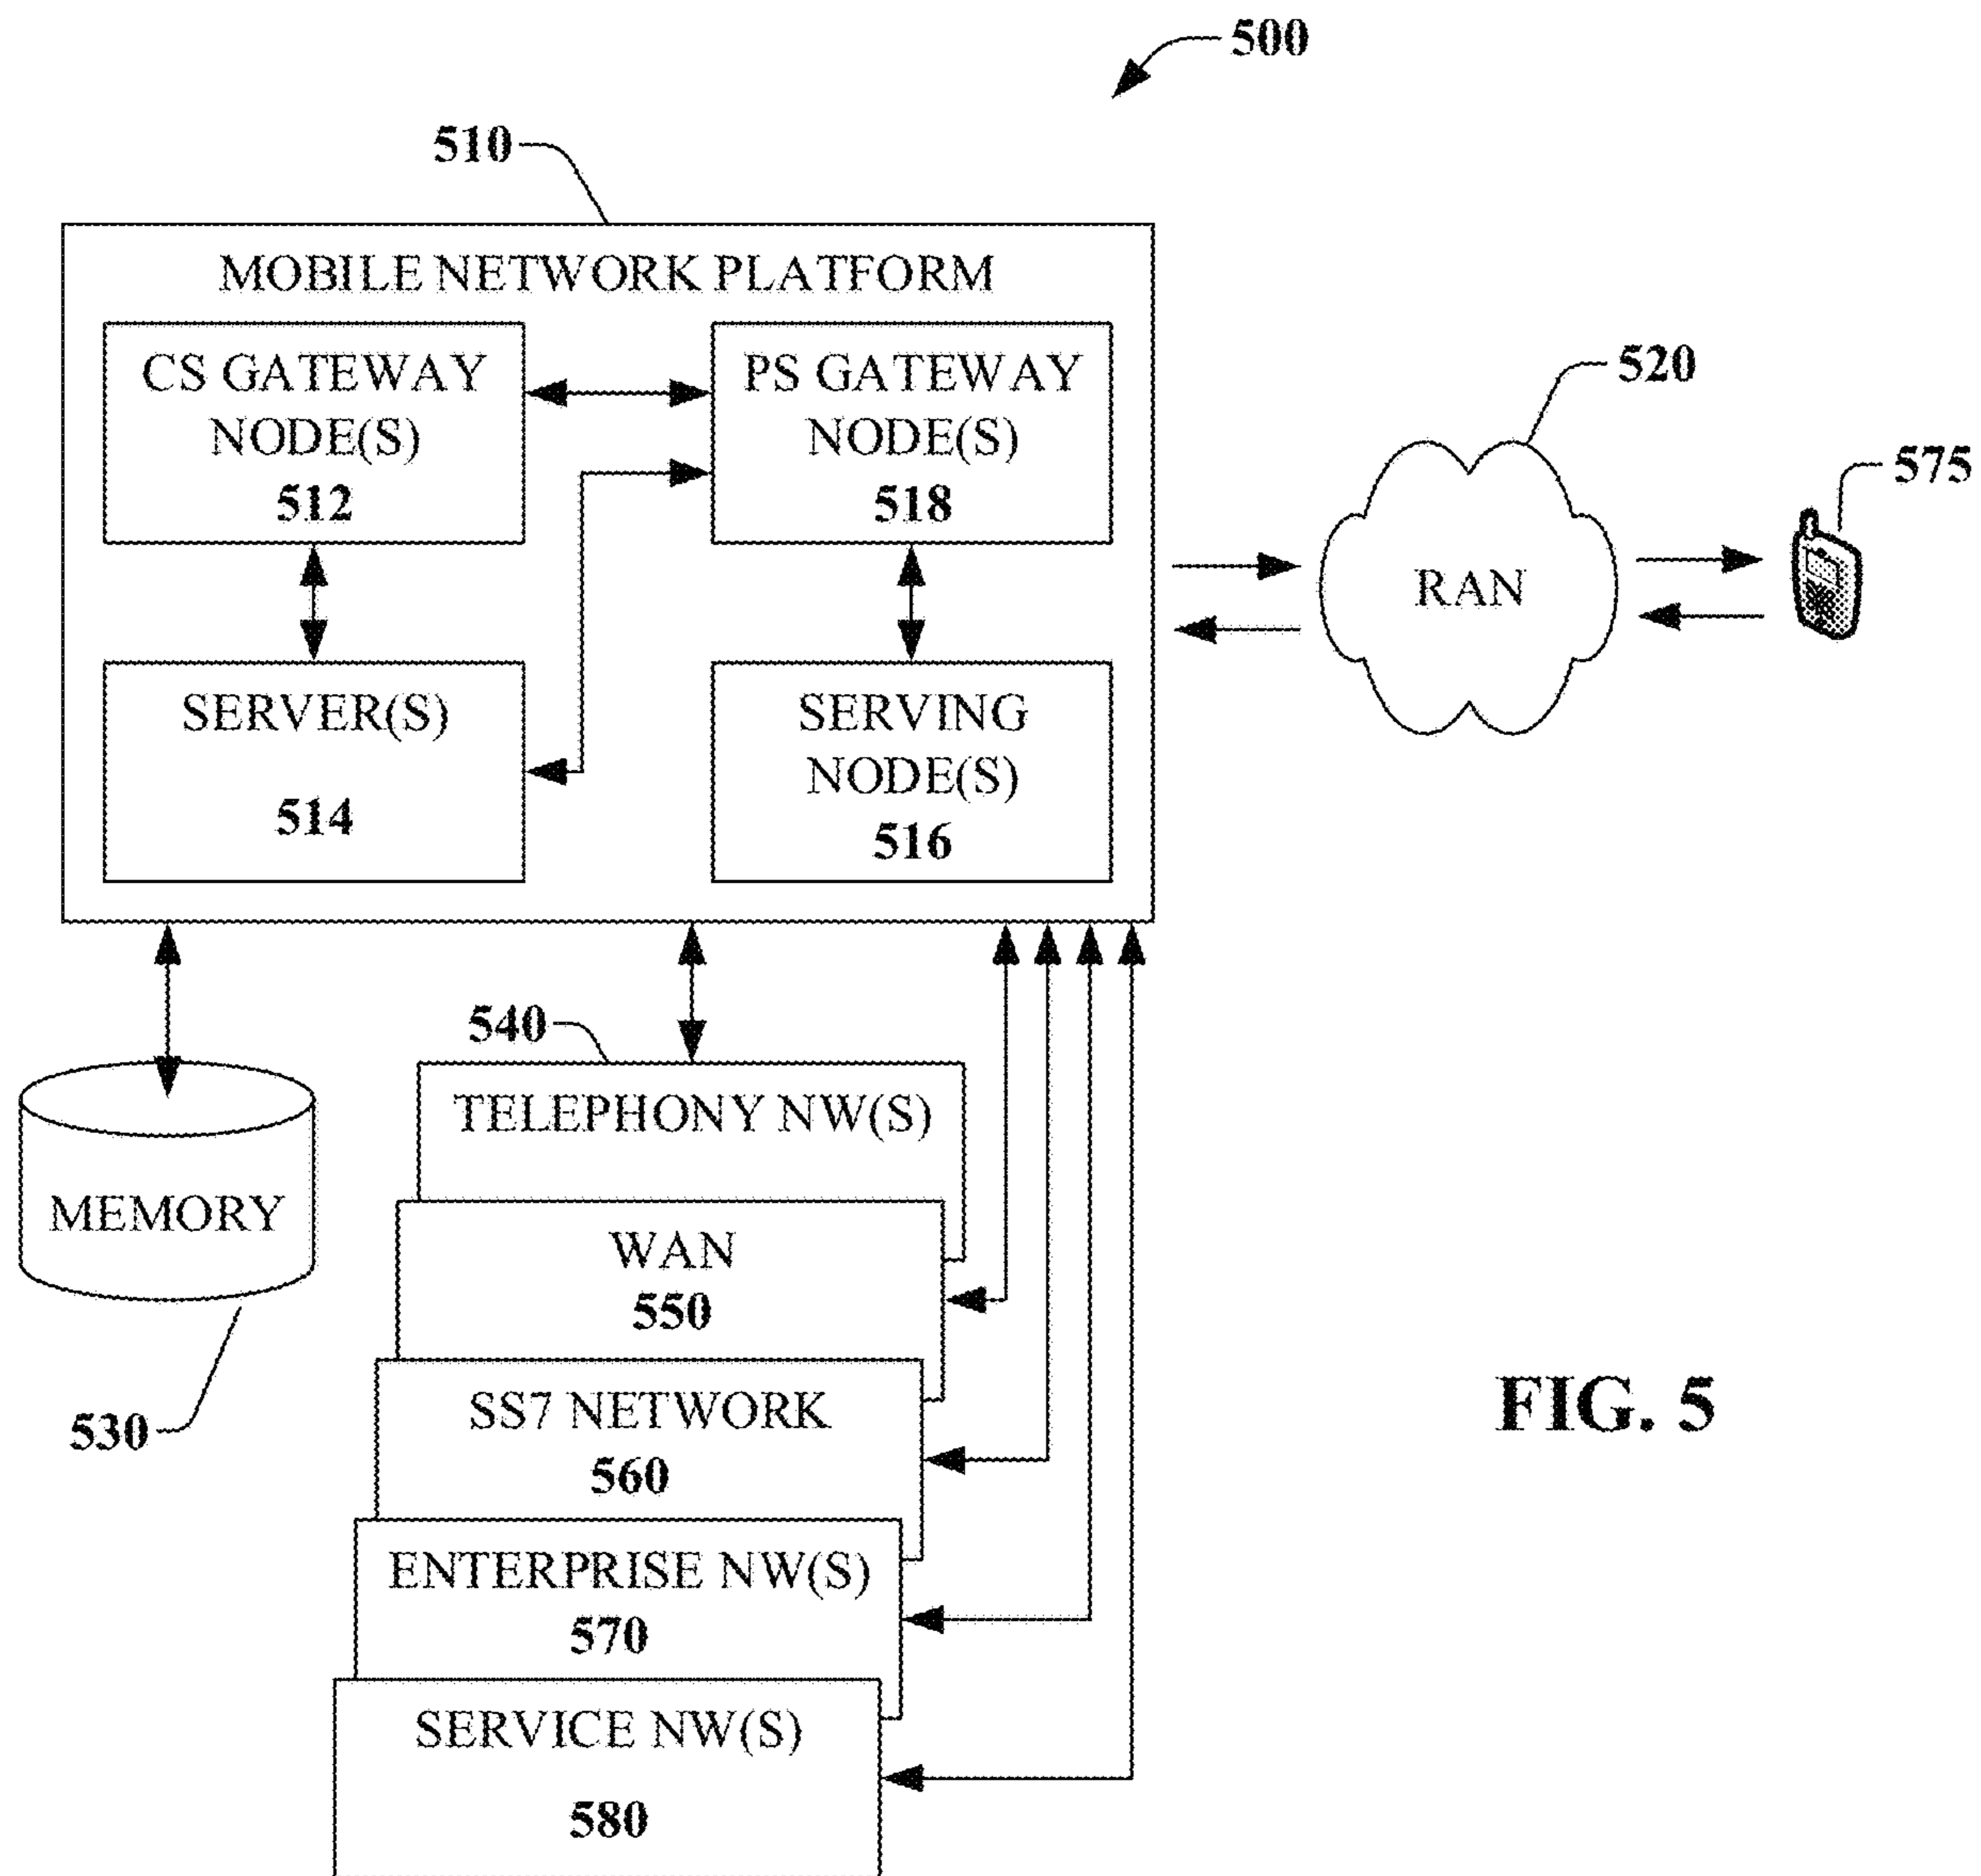 500
510
MOBILE NETWORK PLATFORM
CS GATEWAY
NODE(S)
512
PS GATEWAY
NODE(S)
518
SERVER(S)
514
SERVING
NODE(S)
516
520
RAN
575
540
TELEPHONY NW(S)
MEMORY
530
WAN
550
SS7 NETWORK
560
ENTERPRISE NW(S)
570
SERVICE NW(S)
580
FIG. 5